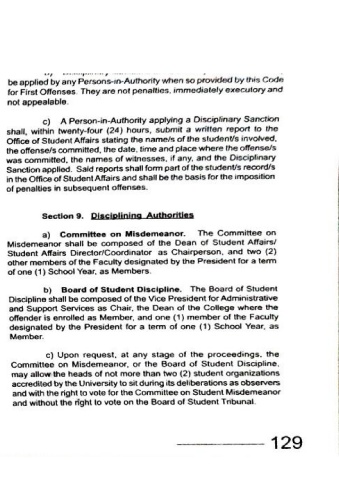 be applied by any Persons-in-Authority when so provided by this Code
for First Offenses. They are not penalties, immediately executory and
not appealable.
c) A Person-in-Authority applying a Disciplinary Sanction
shall, within twenty-four (24) hours, submit a written report to the
Office of Student Affairs stating the name/s of the student/s involved,
the offense/s committed, the date, time and place where the offense/s
was committed, the names of witnesses, if any, and the Disciplinary
Sanction applied. Said reports shall form part of the student/s record/s
in the Office of Student Affairs and shall be the basis for the imposition
of penalties in subsequent offenses.
Section 9. Disciplining Authorities
a) Committee on Misdemeanor. The Committee on
Misdemeanor shall be composed of the Dean of Student Affairs/
Student Affairs Director/Coordinator as Chairperson, and two (2)
other members of the Faculty designated by the President for a term
of one (1) School Year, as Members.
b) Board of Student Discipline. The Board of Student
Discipline shall be composed of the Vice President for Administrative
and Support Services as Chair, the Dean of the College where the
offender is enrolled as Member, and one (1) member of the Faculty
designated by the President for a term of one (1) School Year, as
Member.
c) Upon request, at any stage of the proceedings, the
Committee on Misdemeanor, or the Board of Student Discipline,
may allow the heads of not more than two (2) student organizations
accredited by the University to sit during its deliberations as observers
and with the right to vote for the Committee on Student Misdemeanor
and without the right to vote on the Board of Student Tribunal.
129